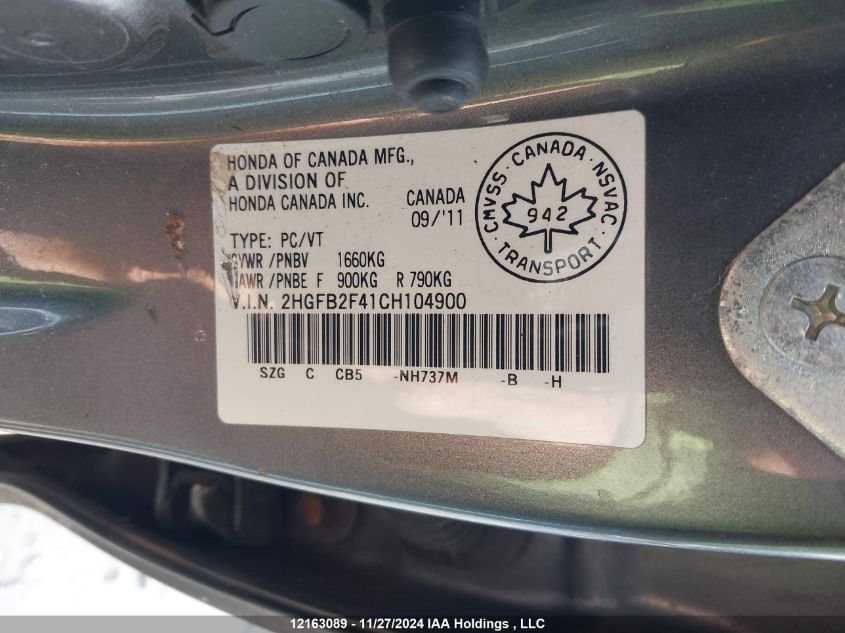 HONDA OF CANADA MFG.,
A DIVISION OF
HONDA CANADA INC. CANADA
09/'11
TYPE: PC/VT
GVWR /PNBV 1660KG
GAWR /PNBE F 900KG R 790KG
V.I.N. 2HGFB2F41CH104900
SZG C CB5 -NH737M -B -H
CMVSS · CANADA · NSVAC · TRANSPORT ·
942
12163089 - 11/27/2024 IAA Holdings , LLC